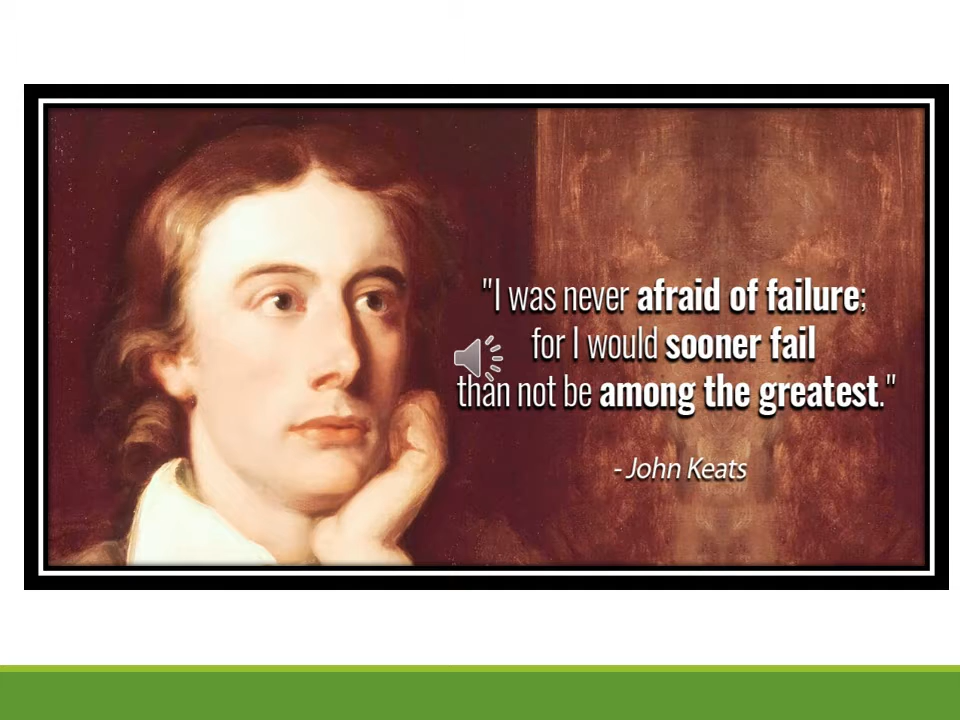 "I was never afraid of failure;
for I would sooner fail
than not be among the greatest."
- John Keats